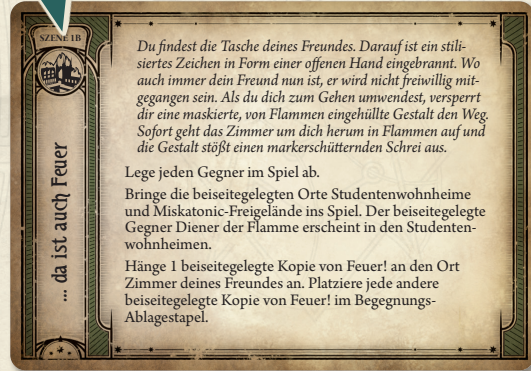 SZENE 1B
... da ist auch Feuer
Du findest die Tasche deines Freundes. Darauf ist ein stili-
siertes Zeichen in Form einer offenen Hand eingebrannt. Wo
auch immer dein Freund nun ist, er wird nicht freiwillig mit-
gegangen sein. Als du dich zum Gehen umwendest, versperrt
dir eine maskierte, von Flammen eingehüllte Gestalt den Weg.
Sofort geht das Zimmer um dich herum in Flammen auf und
die Gestalt stößt einen markerschütternden Schrei aus.
Lege jeden Gegner im Spiel ab.
Bringe die beiseitegelegten Orte Studentenwohnheime
und Miskatonic-Freigelände ins Spiel. Der beiseitegelegte
Gegner Diener der Flamme erscheint in den Studenten-
wohnheimen.
Hänge 1 beiseitegelegte Kopie von Feuer! an den Ort
Zimmer deines Freundes an. Platziere jede andere
beiseitegelegte Kopie von Feuer! im Begegnungs-
Ablagestapel.